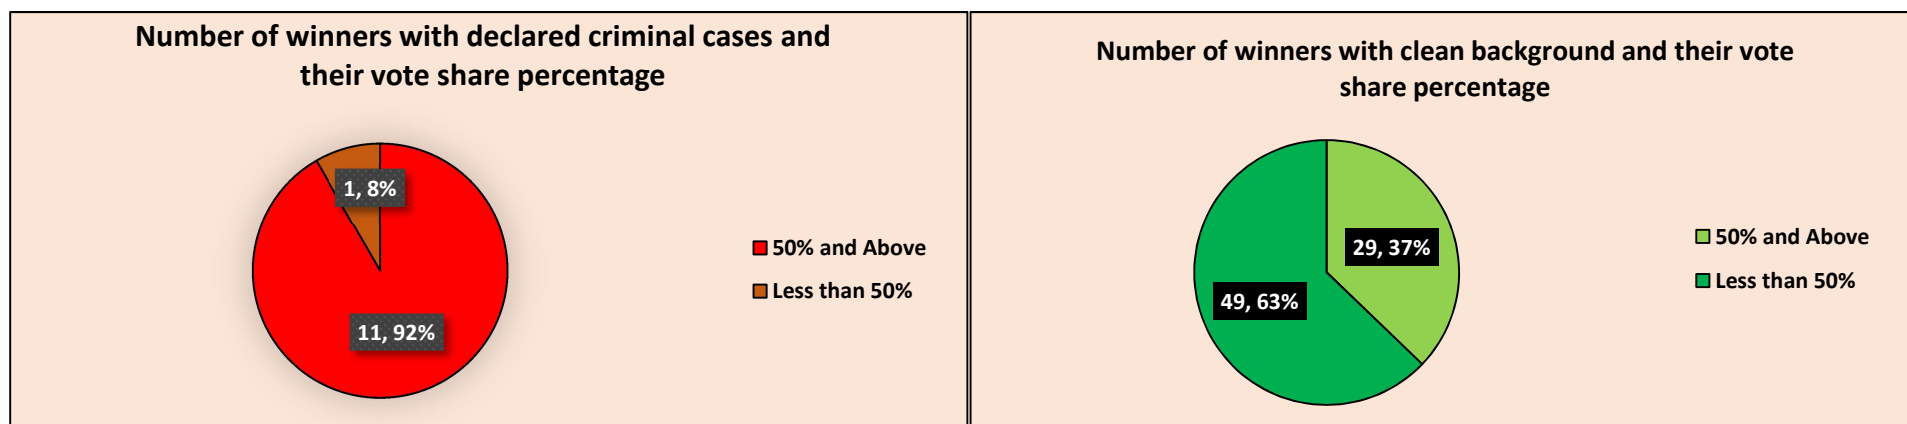 Number of winners with declared criminal cases and
their vote share percentage
1, 8%
11, 92%
50% and Above
Less than 50%
Number of winners with clean background and their vote
share percentage
29, 37%
49, 63%
50% and Above
Less than 50%